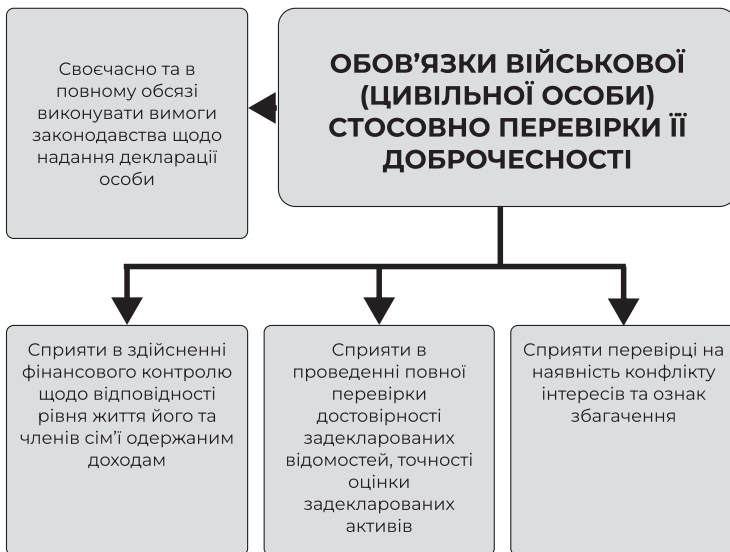 ОБОВ’ЯЗКИ ВІЙСЬКОВОЇ
(ЦИВІЛЬНОЇ ОСОБИ)
СТОСОВНО ПЕРЕВІРКИ ЇЇ
ДОБРОЧЕСНОСТІ
Своєчасно та в
повному обсязі
виконувати вимоги
законодавства щодо
надання декларації
особи
Сприяти в здійсненні
фінансового контролю
щодо відповідності
рівня життя його та
членів сім’ї одержаним
доходам
Сприяти в
проведенні повної
перевірки
достовірності
задекларованих
відомостей, точності
оцінки
задекларованих
активів
Сприяти перевірці на
наявність конфлікту
інтересів та ознак
збагачення